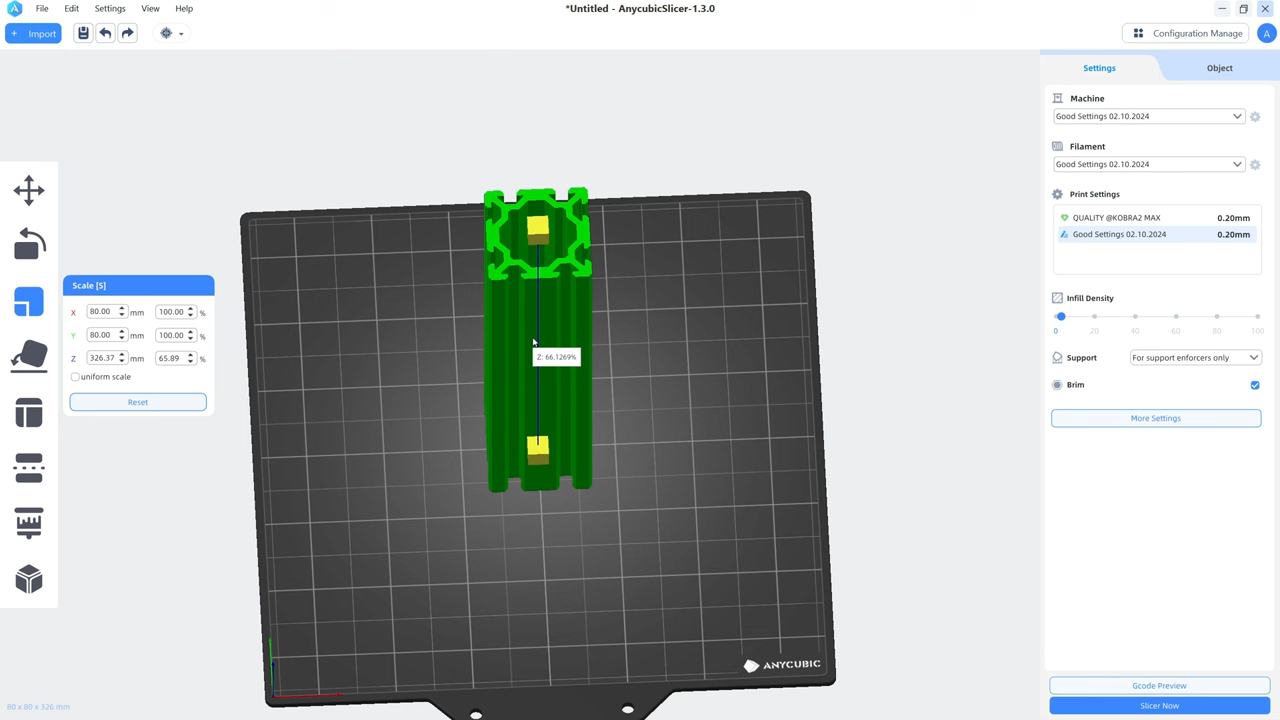 File Edit Settings View Help
*Untitled - AnycubicSlicer-1.3.0
+ Import
Configuration Manage
A
Settings Object
Machine
Good Settings 02.10.2024
Filament
Good Settings 02.10.2024
Print Settings
QUALITY @KOBRA2 MAX 0.20mm
Good Settings 02.10.2024 0.20mm
Infill Density
0 20 40 60 80 100
Support For support enforcers only
Brim
More Settings
Scale [S]
X 80.00 mm 100.00 %
Y 80.00 mm 100.00 %
Z 326.37 mm 65.89 %
uniform scale
Reset
Z: 66.1269%
ANYCUBIC
80 x 80 x 326 mm
Gcode Preview
Slicer Now